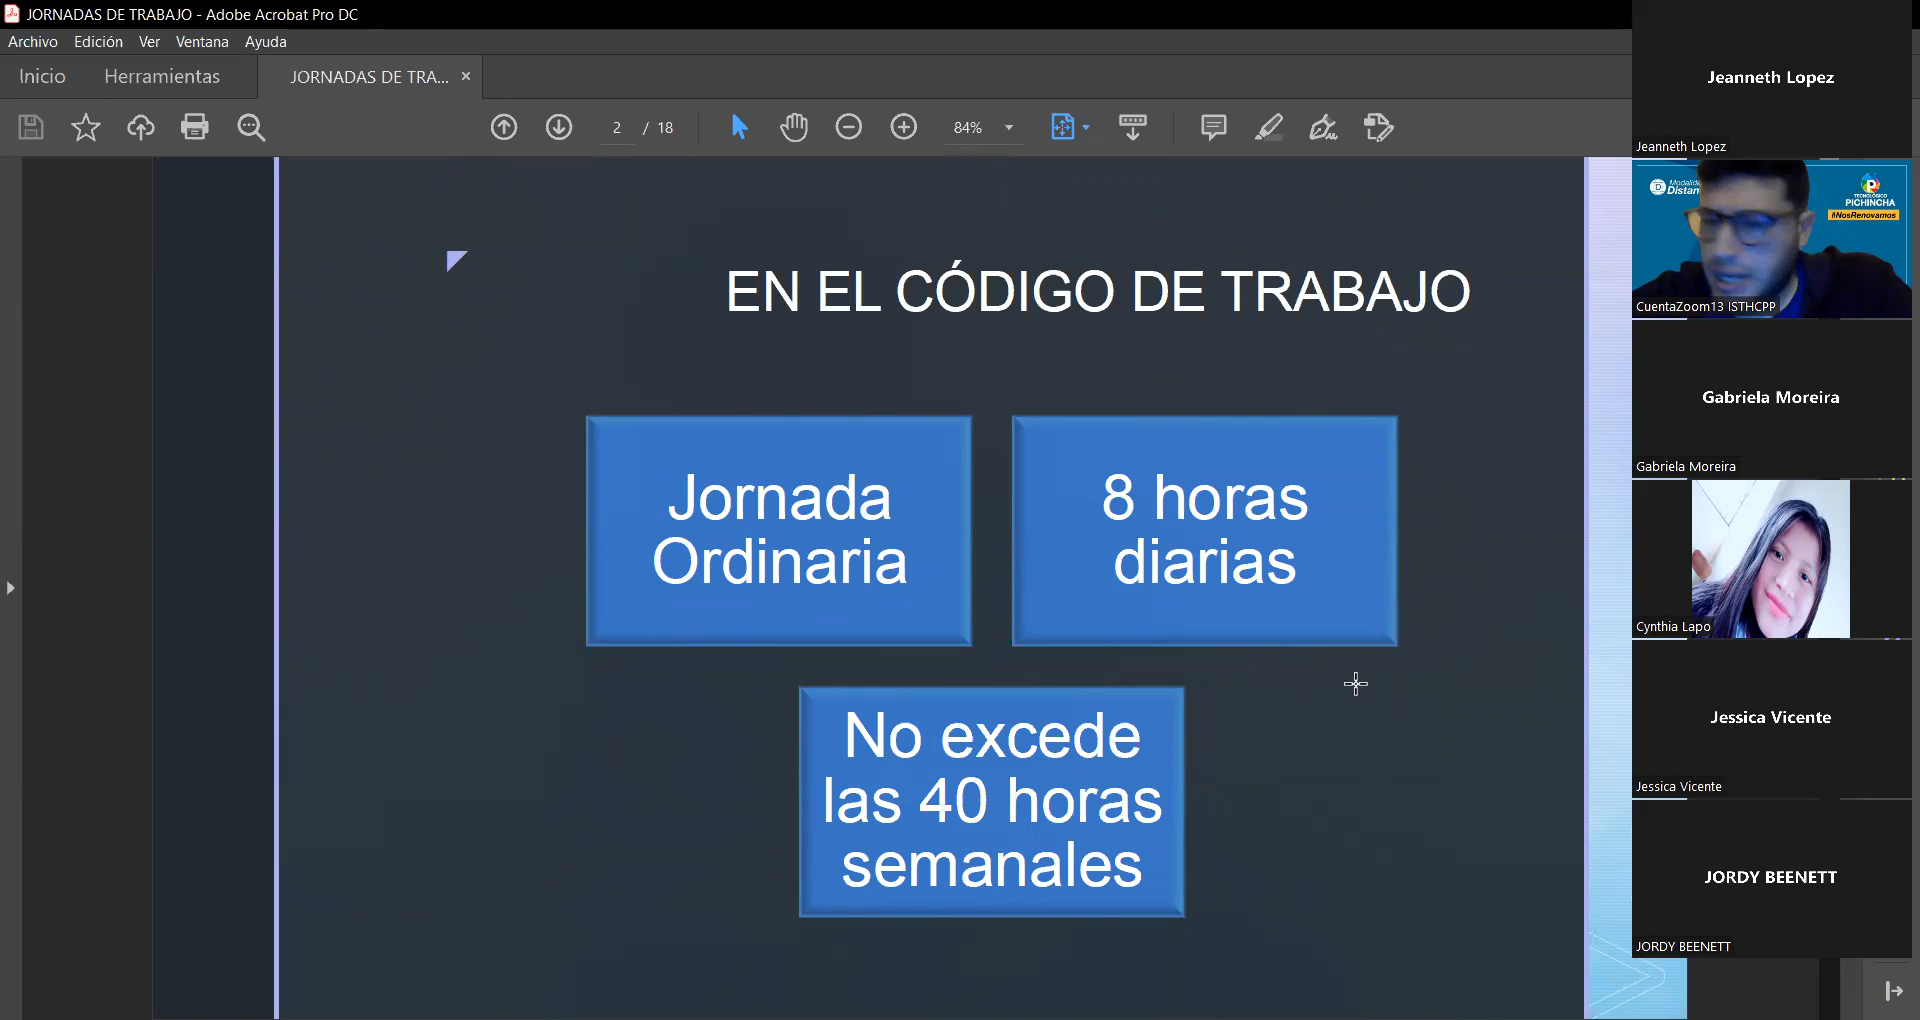 JORNADAS DE TRABAJO - Adobe Acrobat Pro DC
Archivo Edición Ver Ventana Ayuda
Inicio Herramientas JORNADAS DE TRA... ×
2 / 18 84%
EN EL CÓDIGO DE TRABAJO
Jornada
Ordinaria
8 horas
diarias
No excede
las 40 horas
semanales
Jeanneth Lopez
Jeanneth Lopez
Distan
TECNOLÓGICO
PICHINCHA
#NosRenovamos
CuentaZoom13 ISTHCPP
Gabriela Moreira
Gabriela Moreira
Cynthia Lapo
Jessica Vicente
Jessica Vicente
JORDY BEENETT
JORDY BEENETT